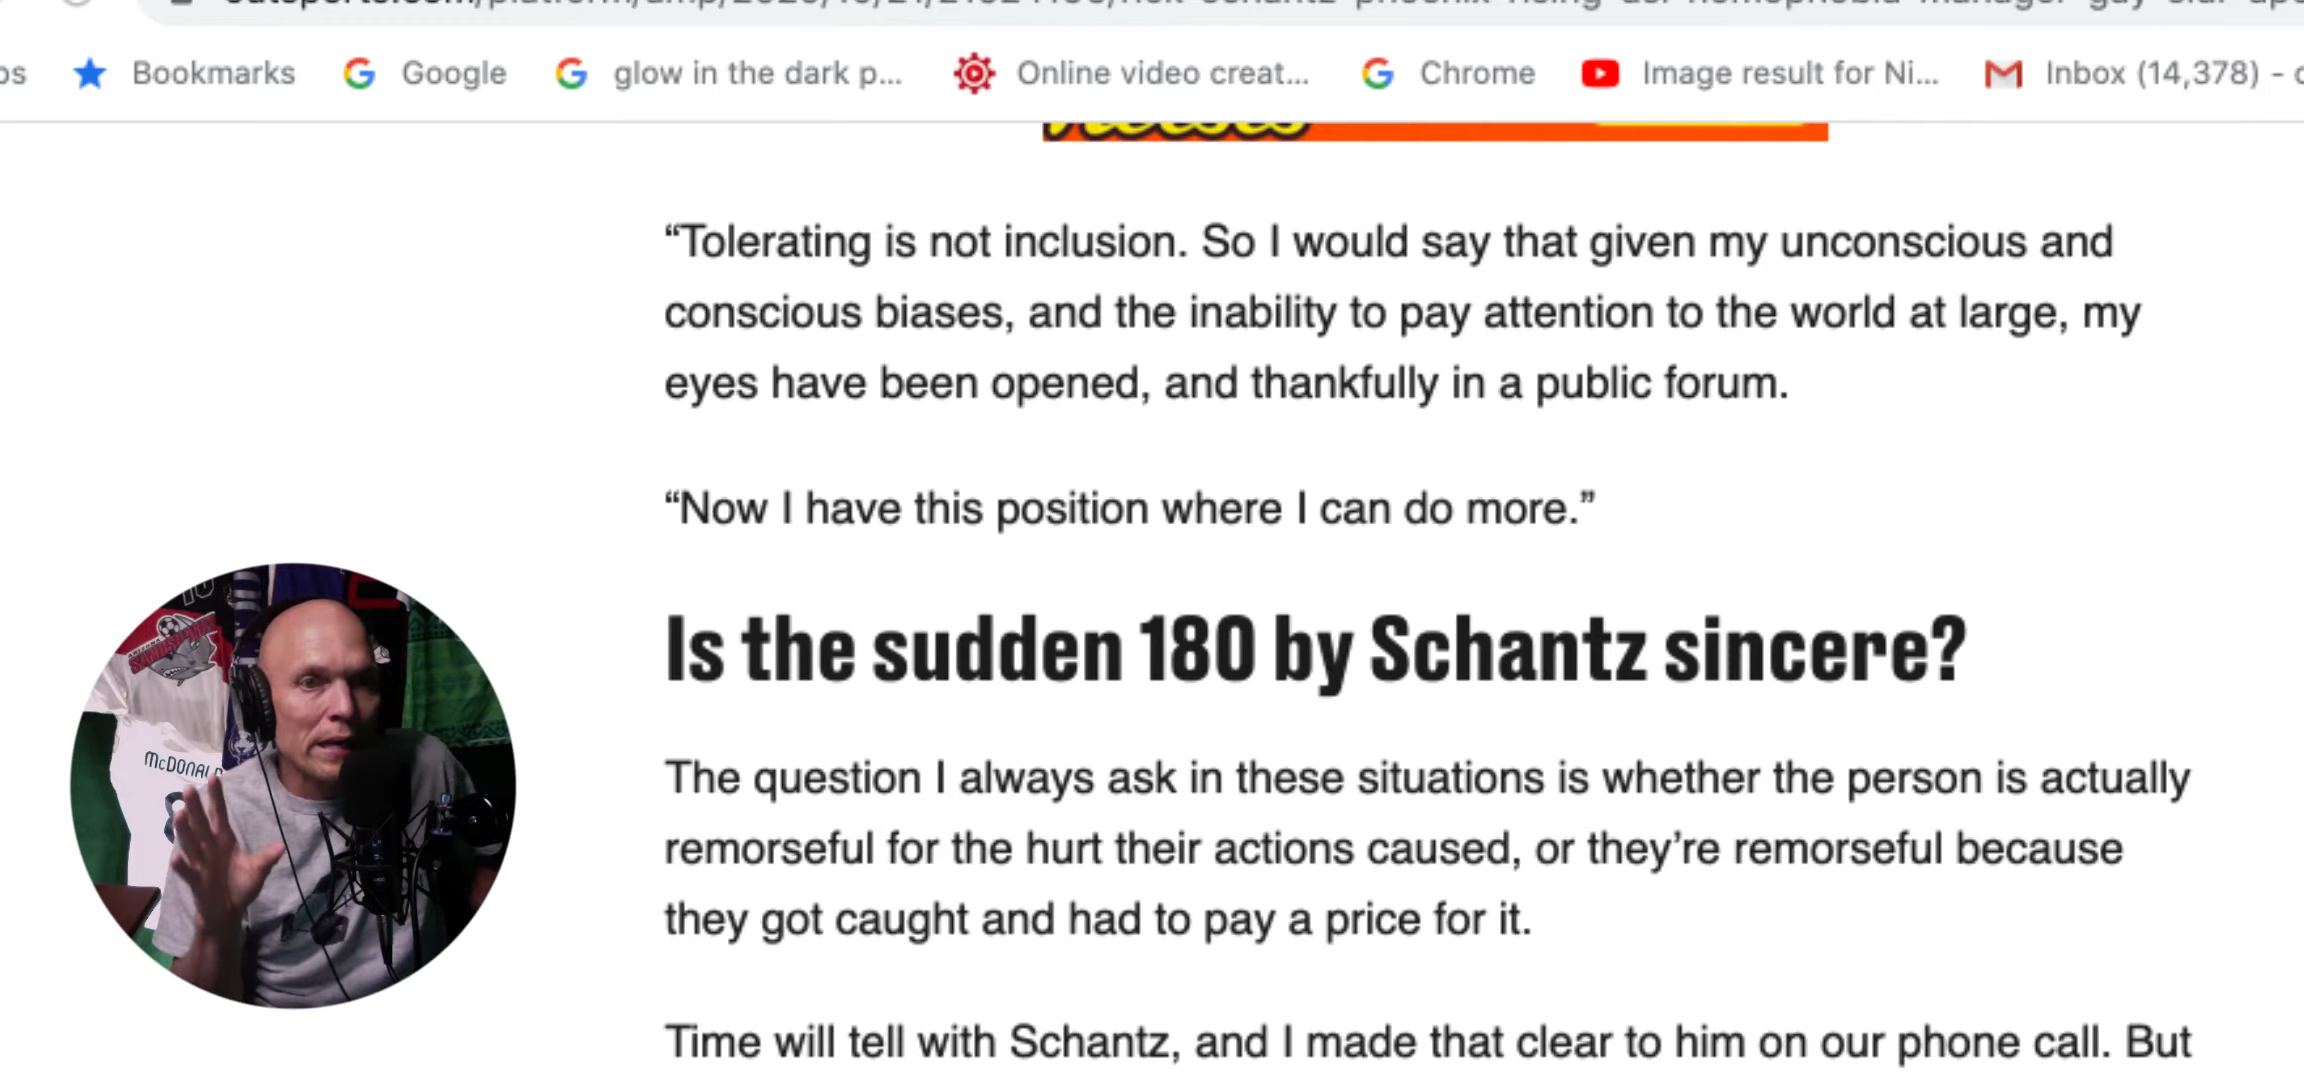 Bookmarks
Google
glow in the dark p...
Online video creat...
Chrome
Image result for Ni...
Inbox (14,378) -
“Tolerating is not inclusion. So I would say that given my unconscious and
conscious biases, and the inability to pay attention to the world at large, my
eyes have been opened, and thankfully in a public forum.
“Now I have this position where I can do more.”
Is the sudden 180 by Schantz sincere?
The question I always ask in these situations is whether the person is actually
remorseful for the hurt their actions caused, or they’re remorseful because
they got caught and had to pay a price for it.
Time will tell with Schantz, and I made that clear to him on our phone call. But
SANDSHARKS
McDONALD
8